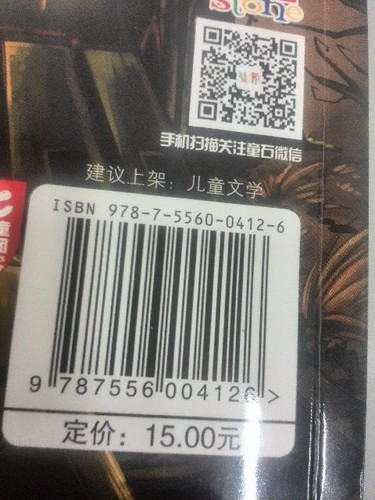 stone
手机扫描关注童石微信
建议上架：儿童文学
ISBN 978-7-5560-0412-6
9 787556 004126 >
定价：15.00元